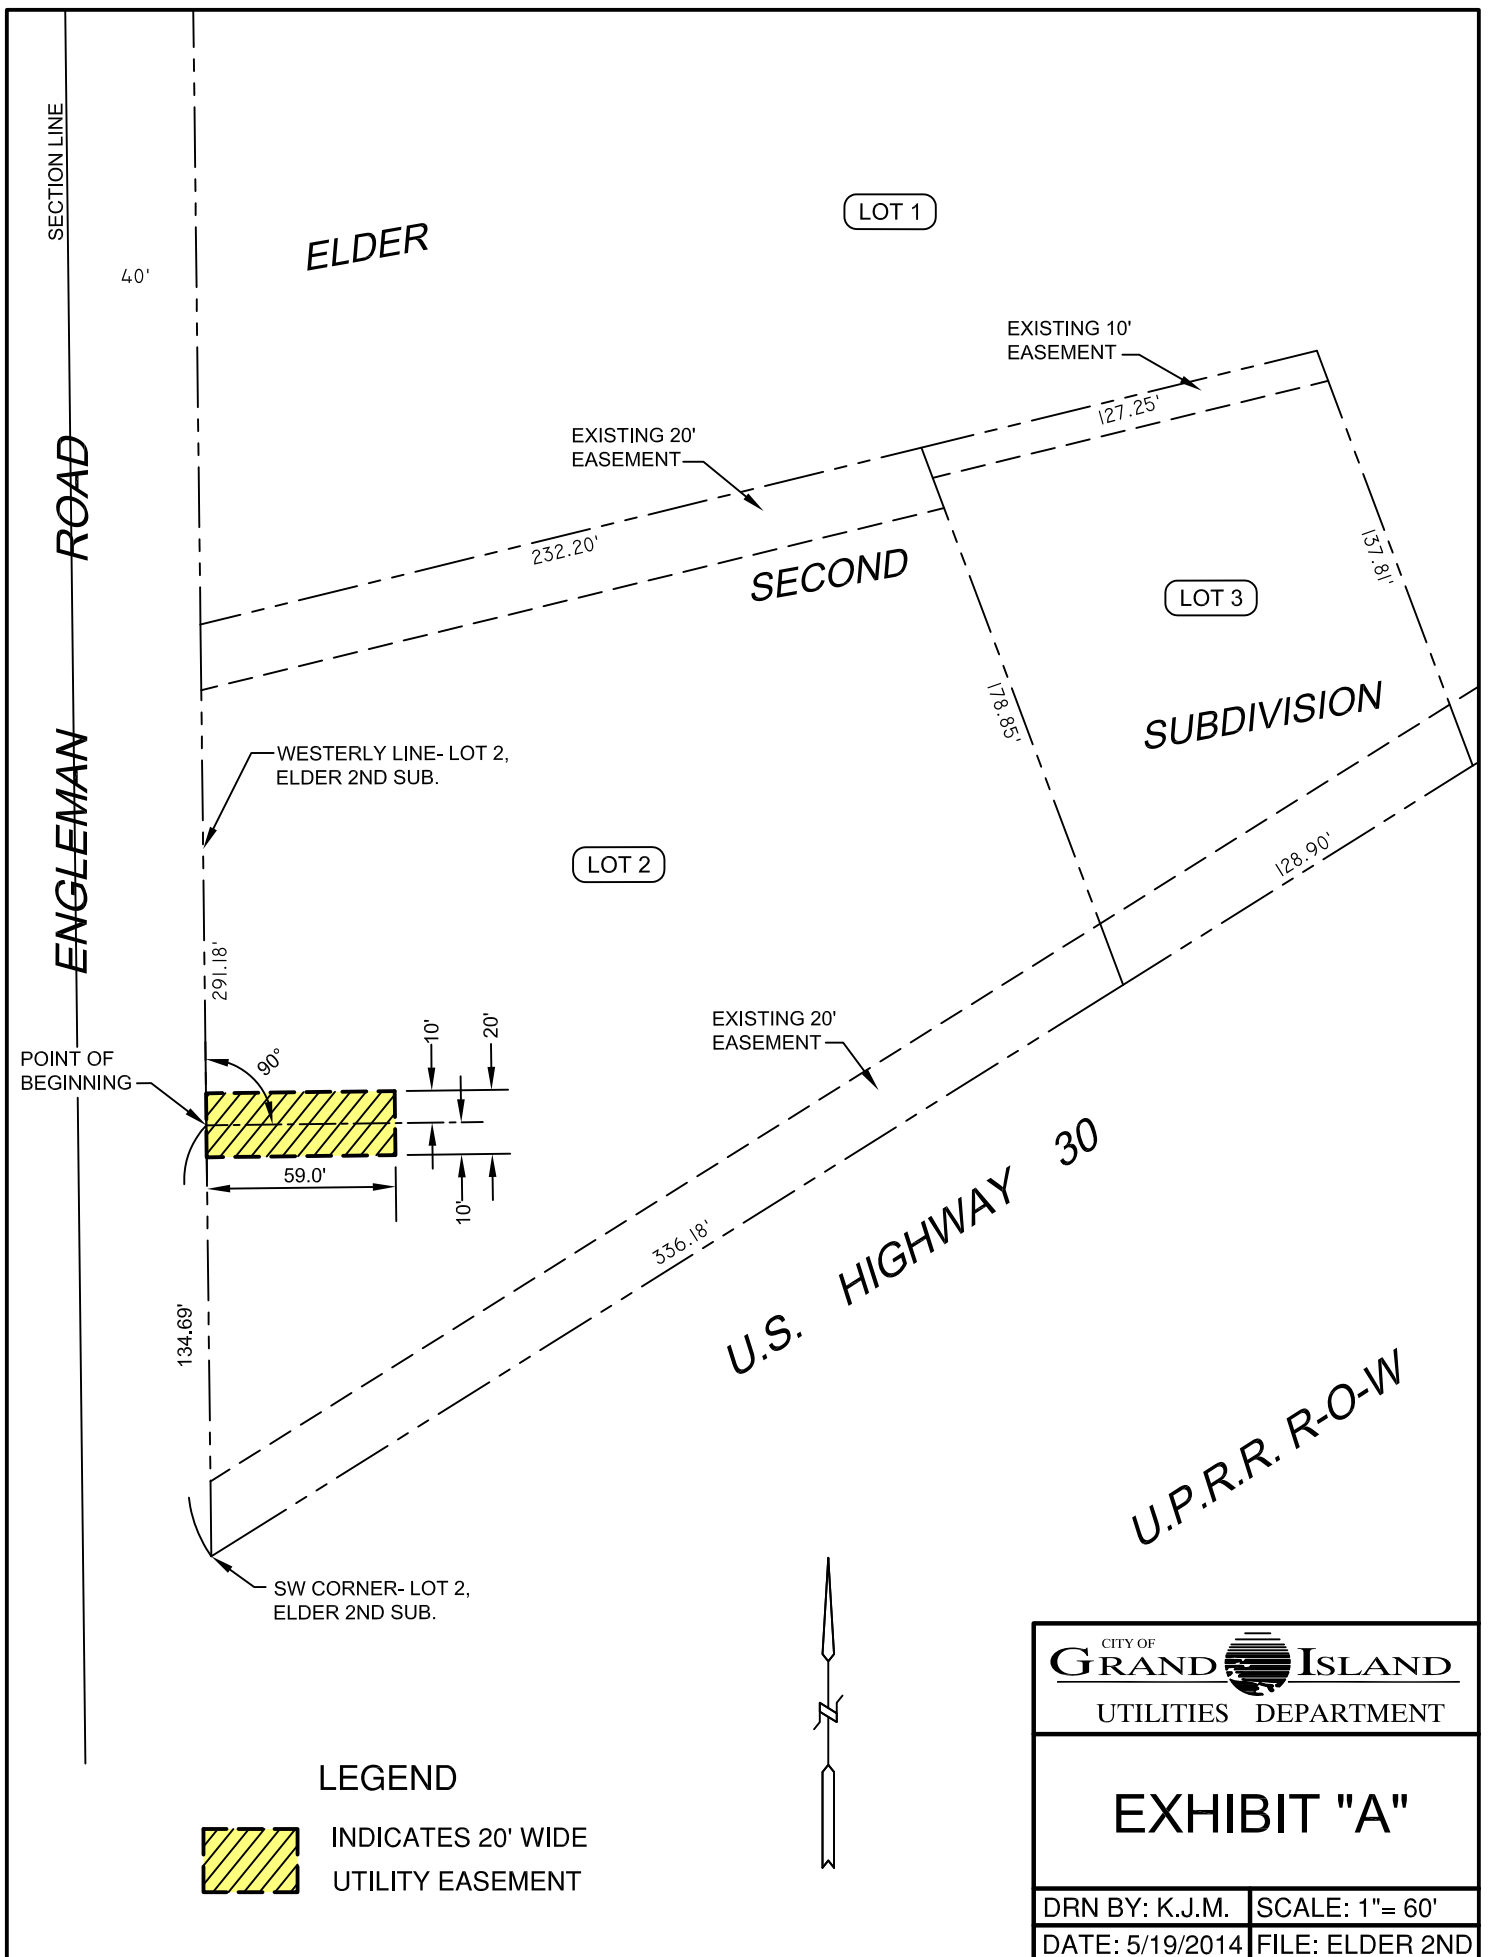 SECTION LINE
LOT 1
ELDER
40'
EXISTING 10'
EASEMENT
127.25'
EXISTING 20'
EASEMENT
232.20'
ROAD
SECOND
137.81'
LOT 3
178.85'
SUBDIVISION
WESTERLY LINE- LOT 2,
ELDER 2ND SUB.
ENGLEMAN
LOT 2
128.90'
291.18'
EXISTING 20'
EASEMENT
10'
20'
POINT OF
BEGINNING
90°
59.0'
10'
30
HIGHWAY
U.S.
336.18'
134.69'
U.P.R.R. R-O-W
SW CORNER- LOT 2,
ELDER 2ND SUB.
N
CITY OF
GRAND ISLAND
UTILITIES DEPARTMENT
LEGEND
INDICATES 20' WIDE
UTILITY EASEMENT
EXHIBIT "A"
DRN BY: K.J.M.
SCALE: 1"= 60'
DATE: 5/19/2014
FILE: ELDER 2ND